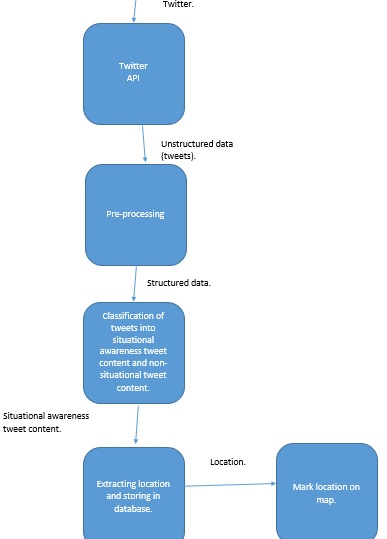 Twitter.
Twitter
API
Unstructured data
(tweets).
Pre-processing
Structured data.
Classification of
tweets into
situational
awareness tweet
content and non-
situational tweet
content.
Situational awareness
tweet content.
Extracting location
and storing in
database.
Location.
Mark location on
map.